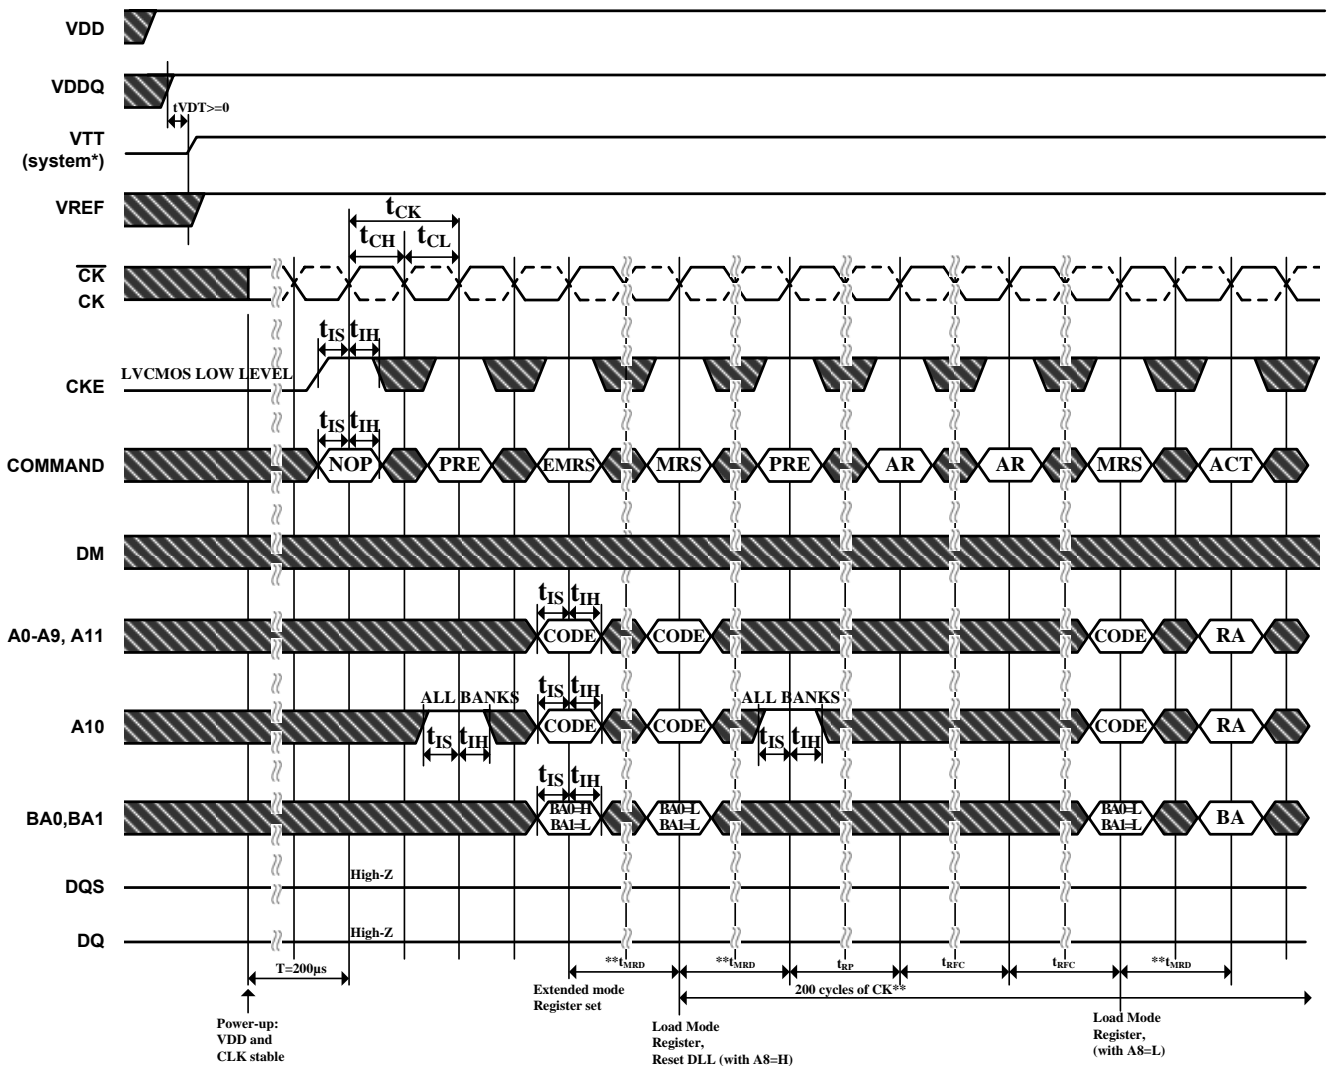 VDD
VDDQ
tVDT>=0
VTT
(system*)
VREF
tCK
tCH tCL
CK
CK
tIS tIH
LVCMOS LOW LEVEL
CKE
tIS tIH
COMMAND NOP PRE EMRS MRS PRE AR AR MRS ACT
DM
tIS tIH
A0-A9, A11 CODE CODE CODE RA
ALL BANKS tIS tIH ALL BANKS
A10 CODE CODE CODE RA
tIS tIH tIS tIH
tIS tIH
BA0,BA1 BA0=H BA0=L BA0=L BA
BA1=L BA1=L BA1=L
High-Z
DQS
High-Z
DQ
T=200µs **tMRD **tMRD tRP tRFC tRFC **tMRD
200 cycles of CK**
Extended mode
Register set
Power-up:
VDD and
CLK stable
Load Mode
Register,
Reset DLL (with A8=H)
Load Mode
Register,
(with A8=L)